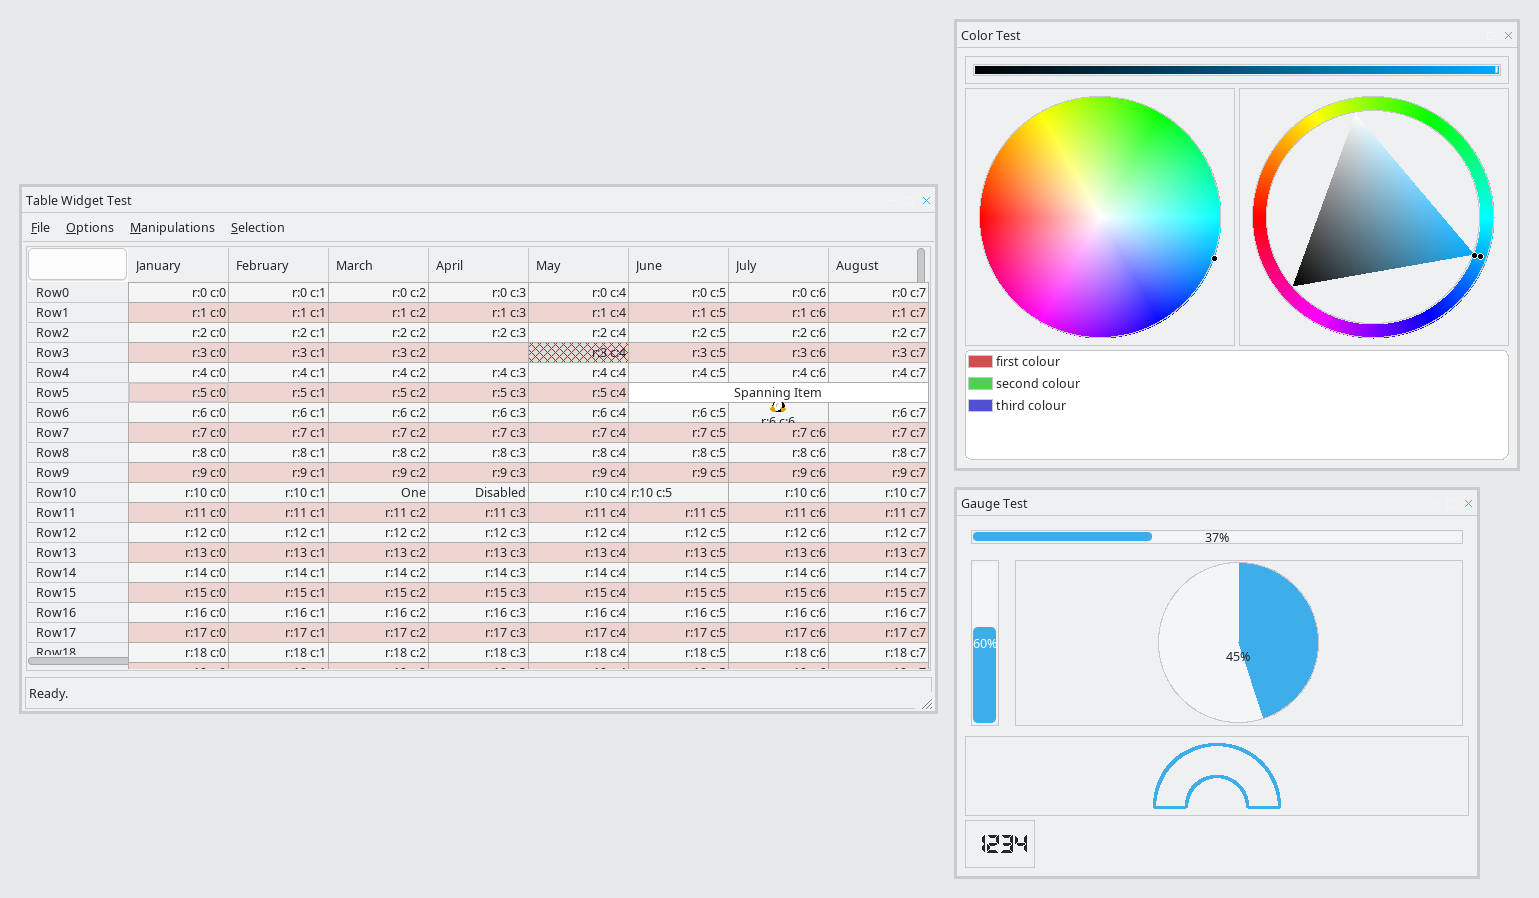 Table Widget Test
File Options Manipulations Selection
January February March April May June July August
Row0 r:0 c:0 r:0 c:1 r:0 c:2 r:0 c:3 r:0 c:4 r:0 c:5 r:0 c:6 r:0 c:7
Row1 r:1 c:0 r:1 c:1 r:1 c:2 r:1 c:3 r:1 c:4 r:1 c:5 r:1 c:6 r:1 c:7
Row2 r:2 c:0 r:2 c:1 r:2 c:2 r:2 c:3 r:2 c:4 r:2 c:5 r:2 c:6 r:2 c:7
Row3 r:3 c:0 r:3 c:1 r:3 c:2 r:3 c:4 r:3 c:5 r:3 c:6 r:3 c:7
Row4 r:4 c:0 r:4 c:1 r:4 c:2 r:4 c:3 r:4 c:4 r:4 c:5 r:4 c:6 r:4 c:7
Row5 r:5 c:0 r:5 c:1 r:5 c:2 r:5 c:3 r:5 c:4 Spanning Item
Row6 r:6 c:0 r:6 c:1 r:6 c:2 r:6 c:3 r:6 c:4 r:6 c:5 r:6 c:6 r:6 c:7
Row7 r:7 c:0 r:7 c:1 r:7 c:2 r:7 c:3 r:7 c:4 r:7 c:5 r:7 c:6 r:7 c:7
Row8 r:8 c:0 r:8 c:1 r:8 c:2 r:8 c:3 r:8 c:4 r:8 c:5 r:8 c:6 r:8 c:7
Row9 r:9 c:0 r:9 c:1 r:9 c:2 r:9 c:3 r:9 c:4 r:9 c:5 r:9 c:6 r:9 c:7
Row10 r:10 c:0 r:10 c:1 One Disabled r:10 c:4 r:10 c:5 r:10 c:6 r:10 c:7
Row11 r:11 c:0 r:11 c:1 r:11 c:2 r:11 c:3 r:11 c:4 r:11 c:5 r:11 c:6 r:11 c:7
Row12 r:12 c:0 r:12 c:1 r:12 c:2 r:12 c:3 r:12 c:4 r:12 c:5 r:12 c:6 r:12 c:7
Row13 r:13 c:0 r:13 c:1 r:13 c:2 r:13 c:3 r:13 c:4 r:13 c:5 r:13 c:6 r:13 c:7
Row14 r:14 c:0 r:14 c:1 r:14 c:2 r:14 c:3 r:14 c:4 r:14 c:5 r:14 c:6 r:14 c:7
Row15 r:15 c:0 r:15 c:1 r:15 c:2 r:15 c:3 r:15 c:4 r:15 c:5 r:15 c:6 r:15 c:7
Row16 r:16 c:0 r:16 c:1 r:16 c:2 r:16 c:3 r:16 c:4 r:16 c:5 r:16 c:6 r:16 c:7
Row17 r:17 c:0 r:17 c:1 r:17 c:2 r:17 c:3 r:17 c:4 r:17 c:5 r:17 c:6 r:17 c:7
Row18 r:18 c:0 r:18 c:1 r:18 c:2 r:18 c:3 r:18 c:4 r:18 c:5 r:18 c:6 r:18 c:7
Ready.
Color Test
first colour
second colour
third colour
Gauge Test
37%
60%
45%
1234